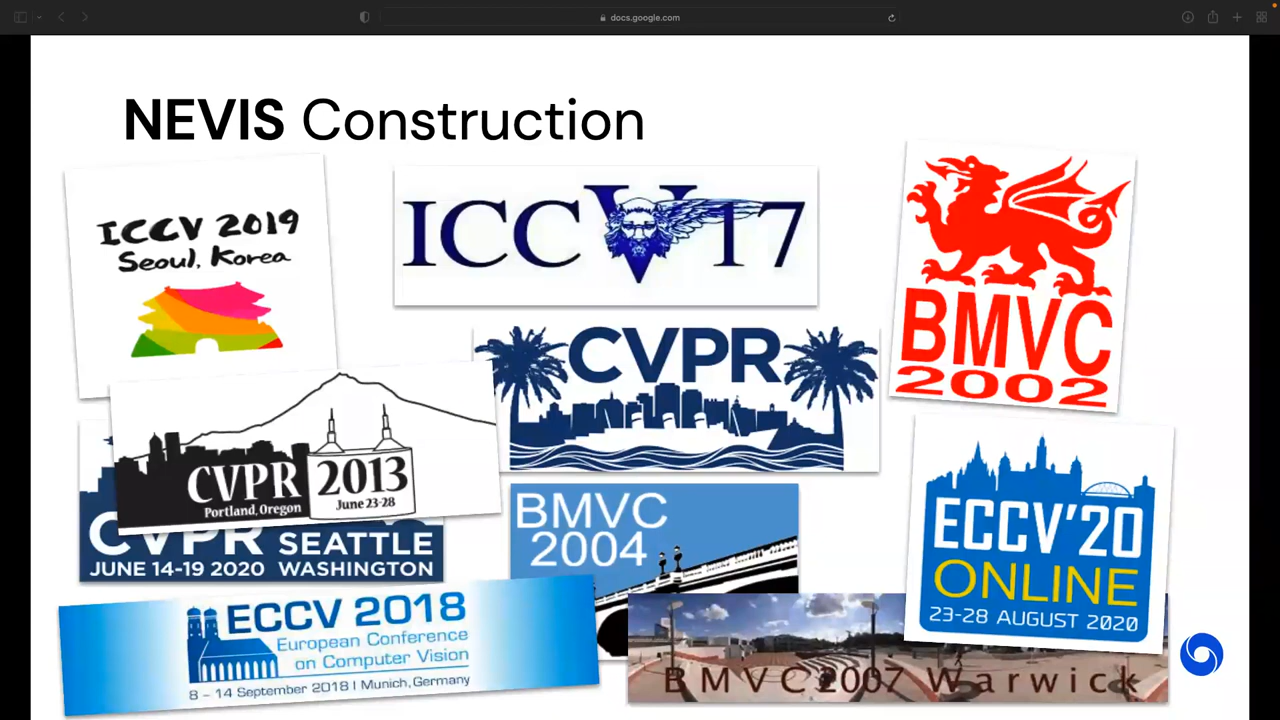 docs.google.com
NEVIS Construction
ICCV 2019
Seoul, Korea
ICCV17
BMVC
2002
CVPR
CVPR 2013
Portland, Oregon June 23-28
CVPR SEATTLE
JUNE 14-19 2020 WASHINGTON
BMVC
2004
ECCV'20
ONLINE
23-28 AUGUST 2020
ECCV 2018
European Conference
on Computer Vision
8 – 14 September 2018 | Munich, Germany
BMVC 2007 Warwick